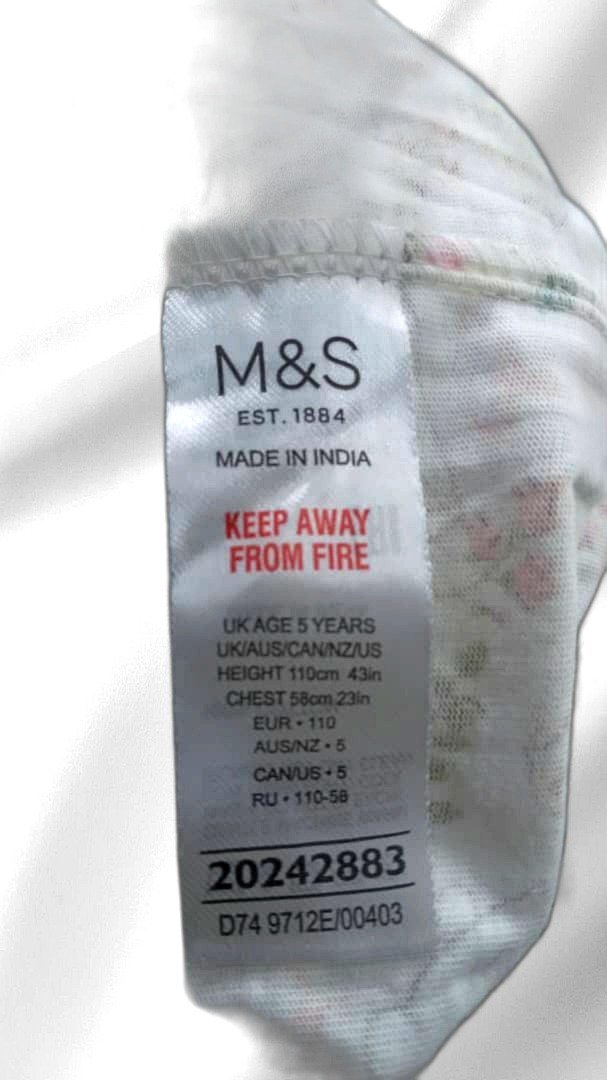 M&S
EST. 1884
MADE IN INDIA
KEEP AWAY
FROM FIRE
UK AGE 5 YEARS
UK/AUS/CAN/NZ/US
HEIGHT 110cm 43in
CHEST 58cm 23in
EUR • 110
AUS/NZ • 5
CAN/US • 5
RU • 110-58
20242883
D74 9712E/00403